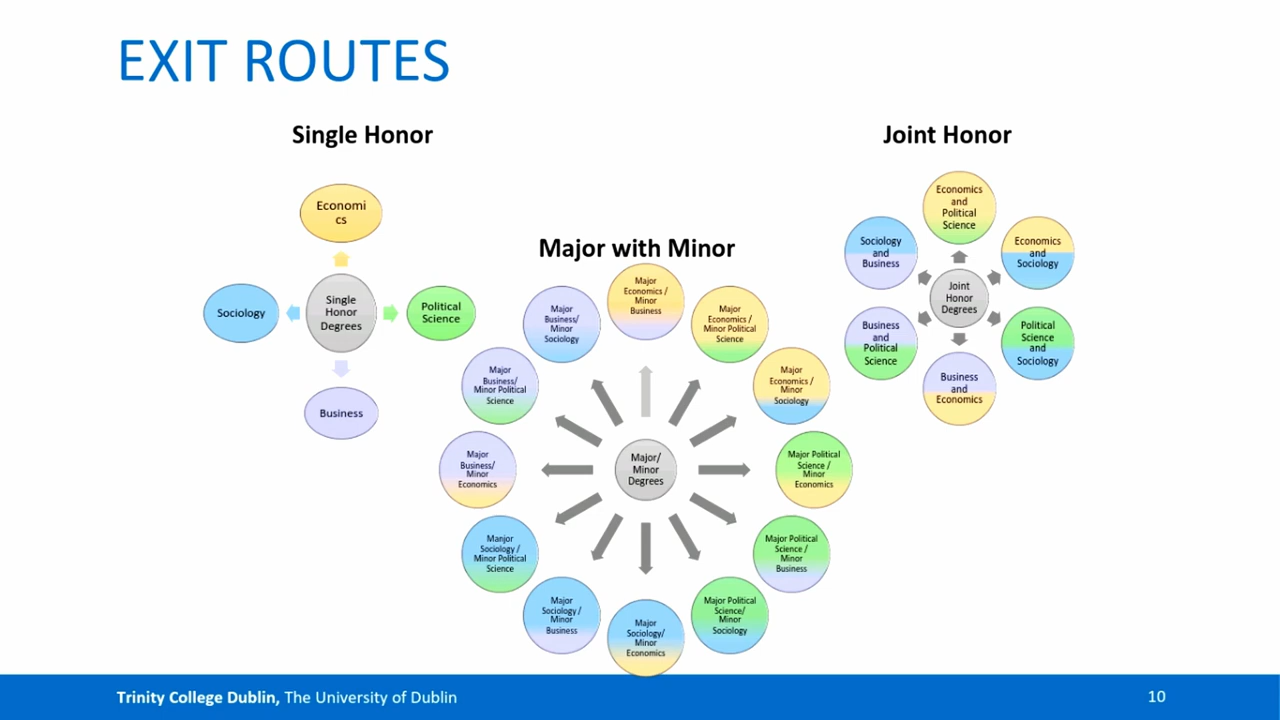 EXIT ROUTES
Single Honor
Economi
cs
Sociology
Single
Honor
Degrees
Political
Science
Business
Major with Minor
Major
Economics /
Minor
Business
Major
Economics /
Minor Political
Science
Major
Economics /
Minor
Sociology
Major Political
Science /
Minor
Economics
Major Political
Science /
Minor
Business
Major Political
Science/
Minor
Sociology
Major
Sociology/
Minor
Economics
Major
Sociology /
Minor
Business
Manjor
Sociology /
Minor Political
Science
Major
Business/
Minor
Economics
Major
Business/
Minor Political
Science
Major
Business/
Minor
Sociology
Major/
Minor
Degrees
Joint Honor
Economics
and
Political
Science
Economics
and
Sociology
Political
Science
and
Sociology
Business
and
Economics
Business
and
Political
Science
Sociology
and
Business
Joint
Honor
Degrees
Trinity College Dublin, The University of Dublin
10